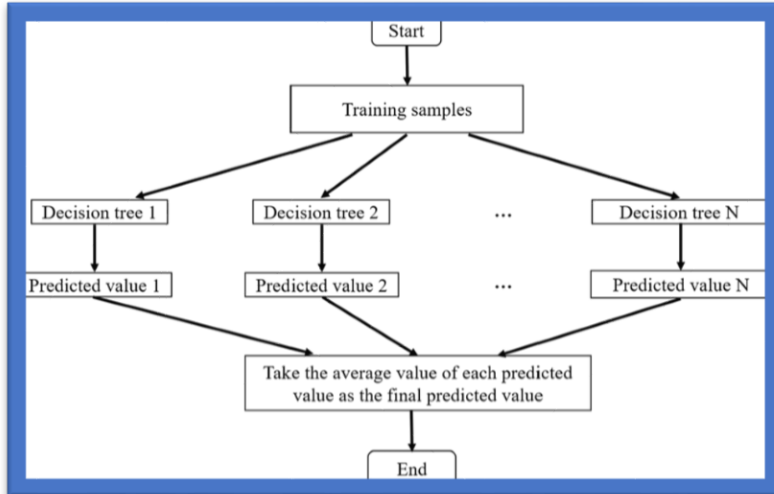 Start
Training samples
Decision tree 1
Decision tree 2
...
Decision tree N
Predicted value 1
Predicted value 2
...
Predicted value N
Take the average value of each predicted
value as the final predicted value
End